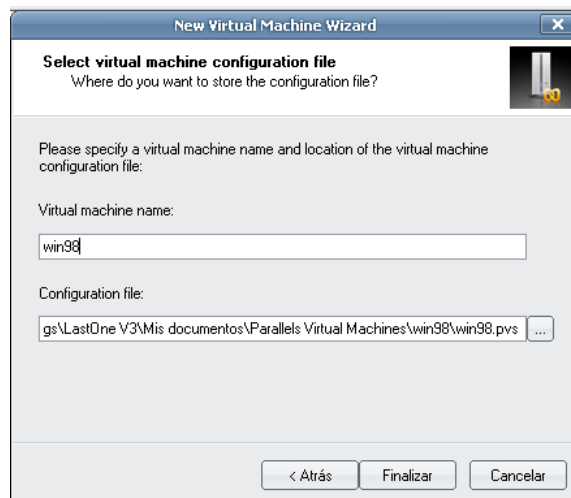 New Virtual Machine Wizard
Select virtual machine configuration file
Where do you want to store the configuration file?
Please specify a virtual machine name and location of the virtual machine
configuration file:
Virtual machine name:
win98
Configuration file:
gs\LastOne V3\Mis documentos\Parallels Virtual Machines\win98\win98.pvs ...
< Atrás Finalizar Cancelar